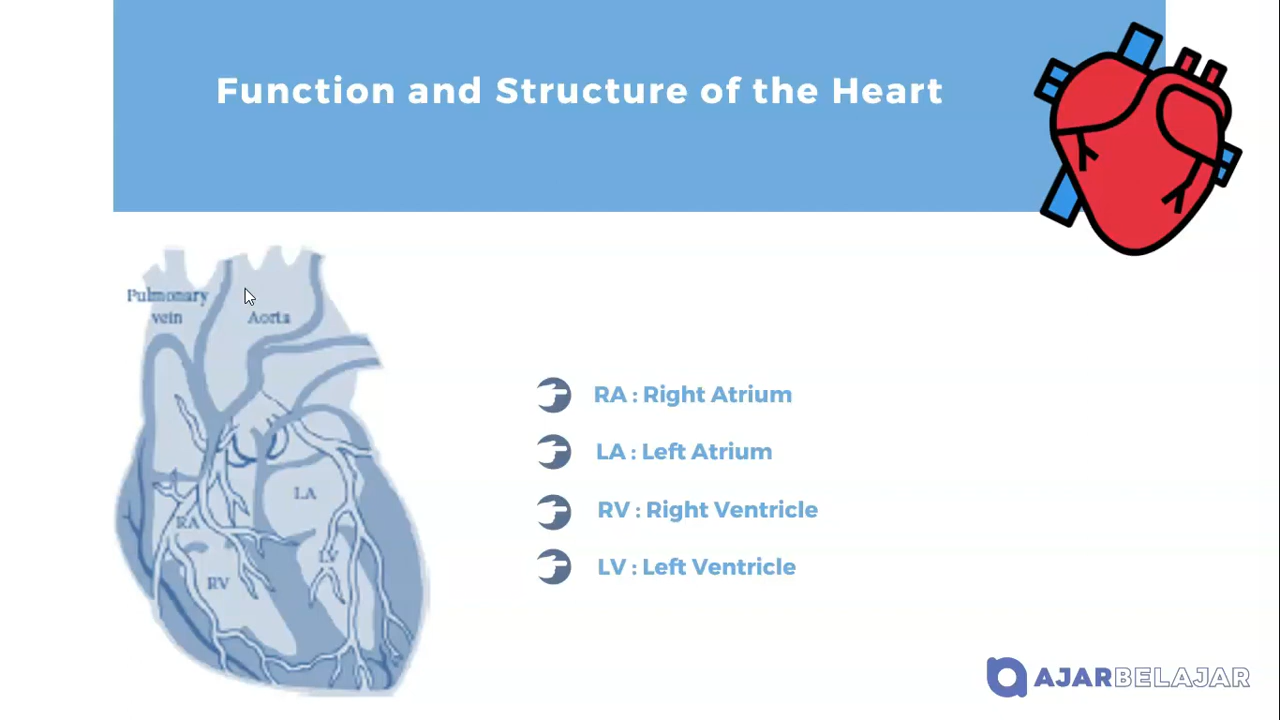 Function and Structure of the Heart
Pulmonary
vein
Aorta
LA
RA
LV
RV
RA : Right Atrium
LA : Left Atrium
RV : Right Ventricle
LV : Left Ventricle
AJARBELAJAR